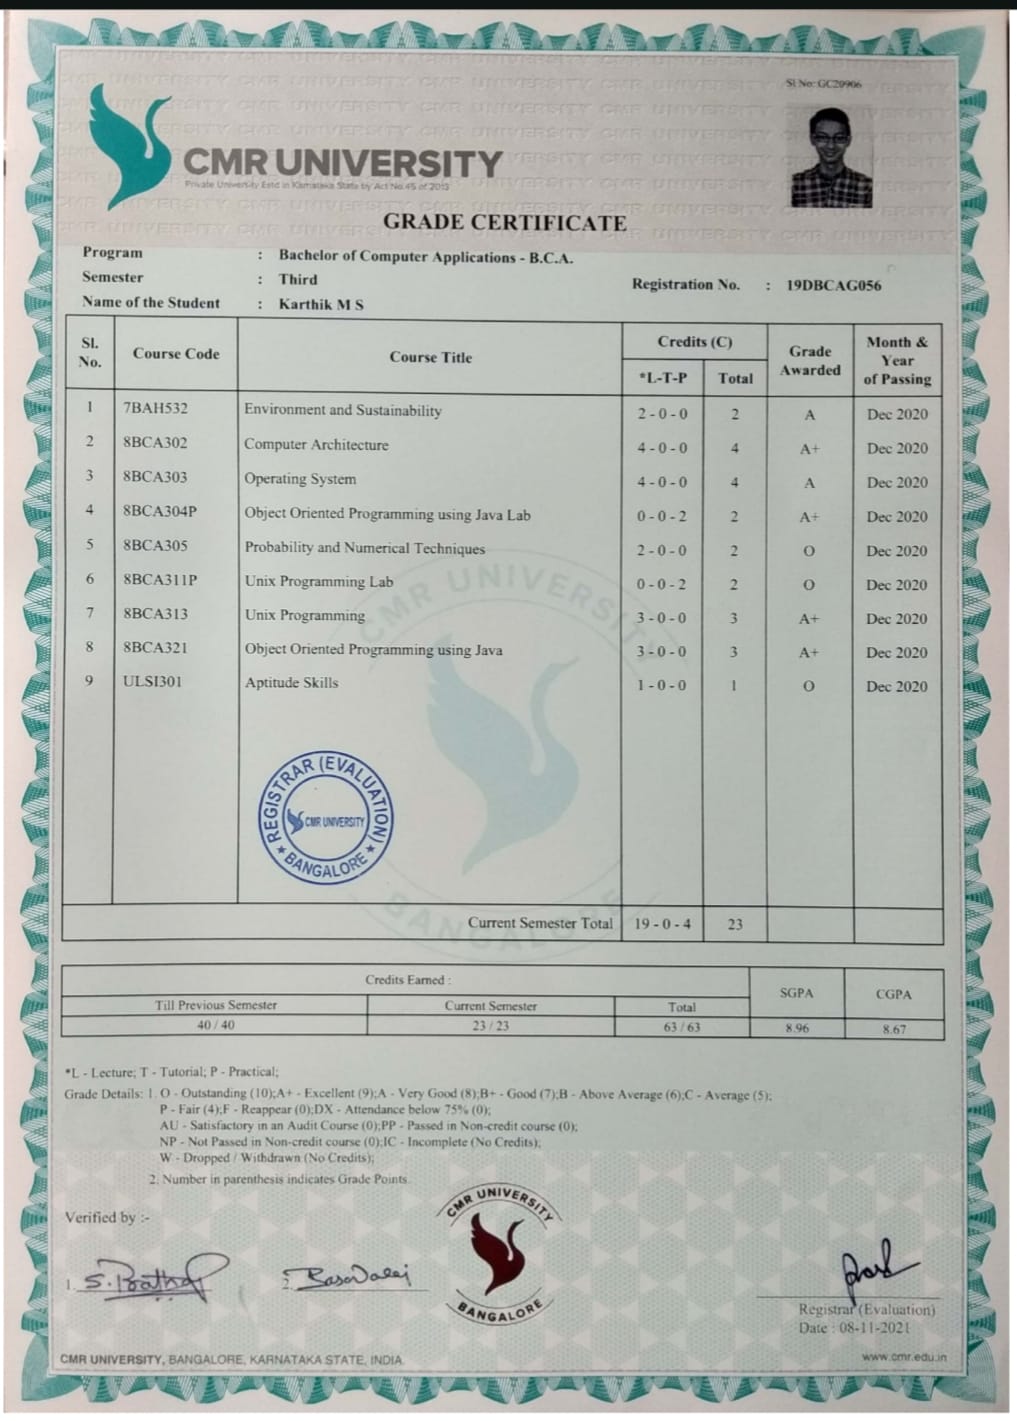 Sl No: GC20906
CMR UNIVERSITY
Private University Estd in Karnataka State by Act No.45 of 2013
GRADE CERTIFICATE
Program : Bachelor of Computer Applications - B.C.A.
Semester : Third
Registration No. : 19DBCAG056
Name of the Student : Karthik M S
Sl. No. Course Code Course Title Credits (C) *L-T-P Total Grade Awarded Month & Year of Passing
1 7BAH532 Environment and Sustainability 2 - 0 - 0 2 A Dec 2020
2 8BCA302 Computer Architecture 4 - 0 - 0 4 A+ Dec 2020
3 8BCA303 Operating System 4 - 0 - 0 4 A Dec 2020
4 8BCA304P Object Oriented Programming using Java Lab 0 - 0 - 2 2 A+ Dec 2020
5 8BCA305 Probability and Numerical Techniques 2 - 0 - 0 2 O Dec 2020
6 8BCA311P Unix Programming Lab 0 - 0 - 2 2 O Dec 2020
7 8BCA313 Unix Programming 3 - 0 - 0 3 A+ Dec 2020
8 8BCA321 Object Oriented Programming using Java 3 - 0 - 0 3 A+ Dec 2020
9 ULSI301 Aptitude Skills 1 - 0 - 0 1 O Dec 2020
CMR UNIVERSITY
BANGALORE
REGISTRAR (EVALUATION)
CMR UNIVERSITY
★ BANGALORE ★
Current Semester Total 19 - 0 - 4 23
Credits Earned : SGPA CGPA
Till Previous Semester Current Semester Total
40 / 40 23 / 23 63 / 63 8.96 8.67
*L - Lecture; T - Tutorial; P - Practical;
Grade Details: 1. O - Outstanding (10);A+ - Excellent (9);A - Very Good (8);B+ - Good (7);B - Above Average (6);C - Average (5);
P - Fair (4);F - Reappear (0);DX - Attendance below 75% (0);
AU - Satisfactory in an Audit Course (0);PP - Passed in Non-credit course (0);
NP - Not Passed in Non-credit course (0);IC - Incomplete (No Credits);
W - Dropped / Withdrawn (No Credits);
2. Number in parenthesis indicates Grade Points.
CMR UNIVERSITY
BANGALORE
Verified by :-
1.
2.
Registrar (Evaluation)
Date : 08-11-2021
CMR UNIVERSITY, BANGALORE, KARNATAKA STATE, INDIA.
www.cmr.edu.in